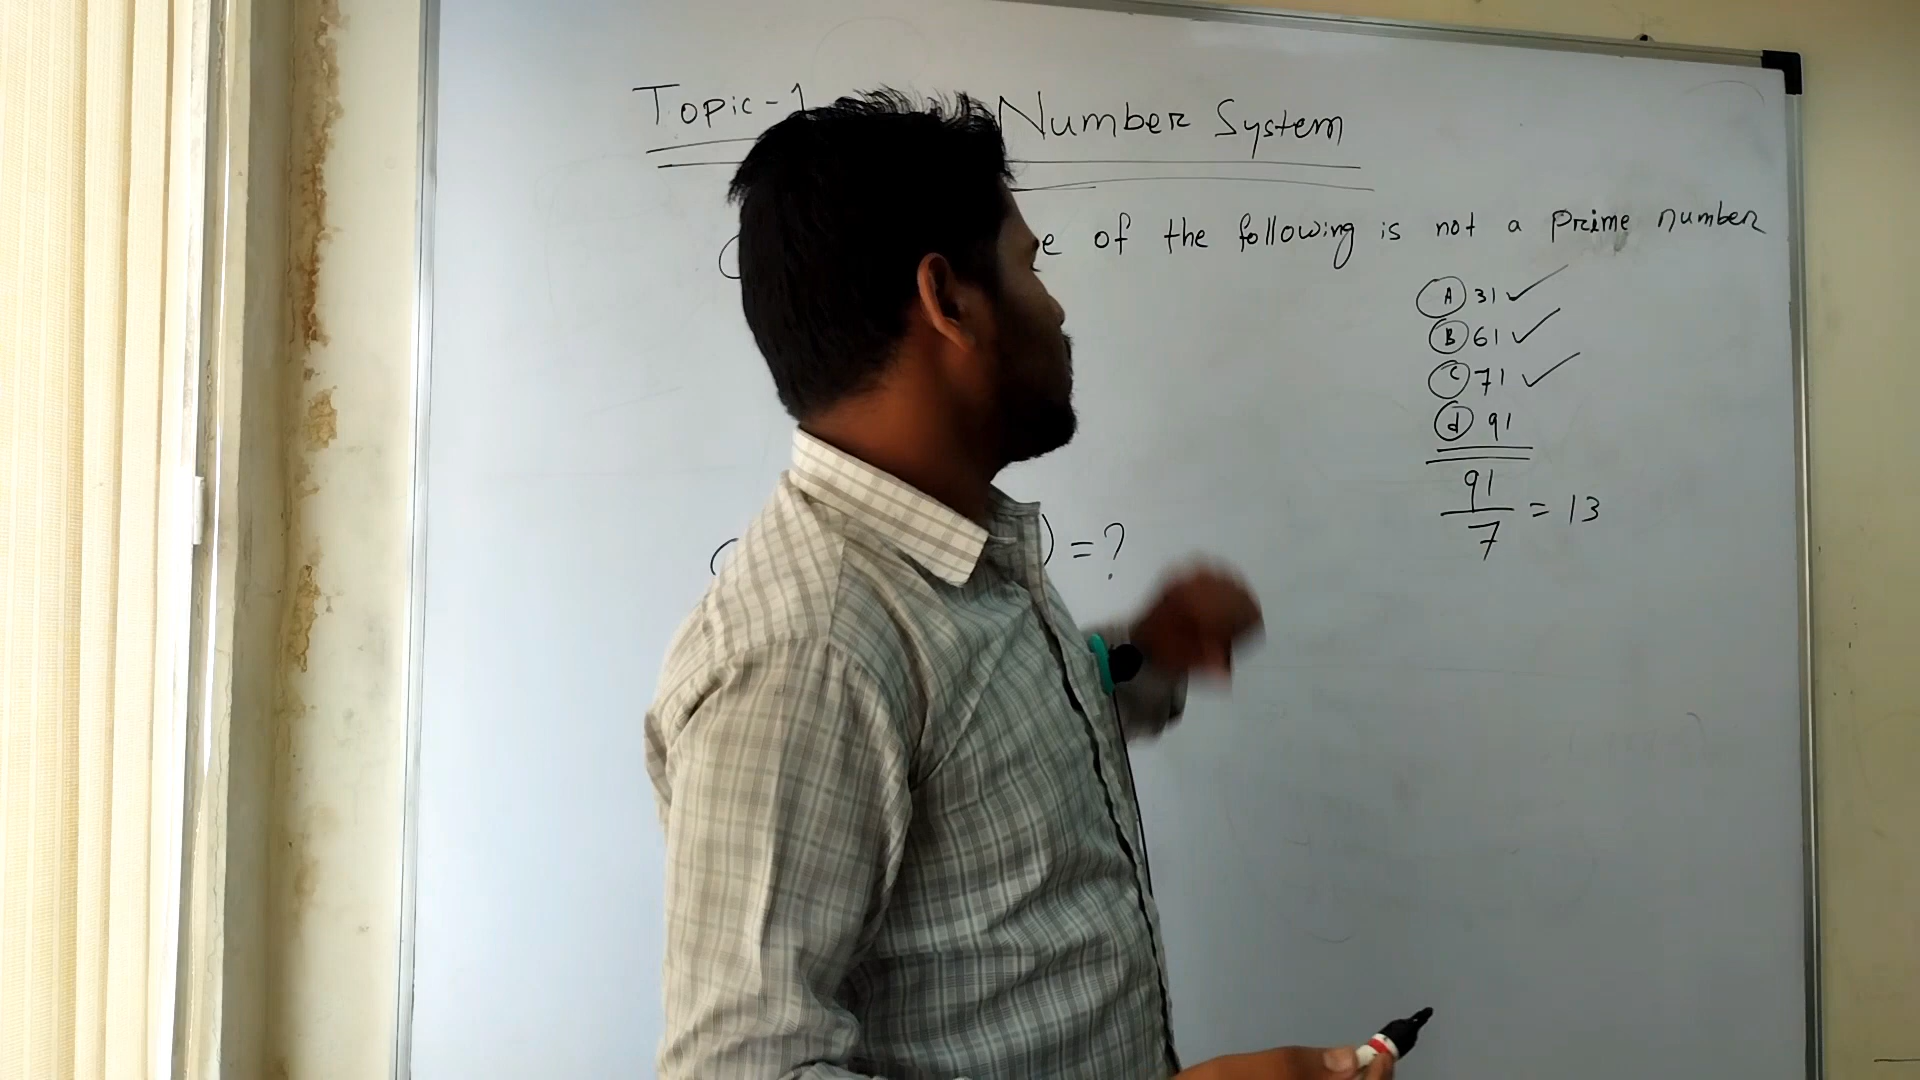 Topic-1 Number System
of the following is not a prime number
(A) 31 ✓
(B) 61 ✓
(C) 71 ✓
(d) 91
91/7 = 13
( ) = ?